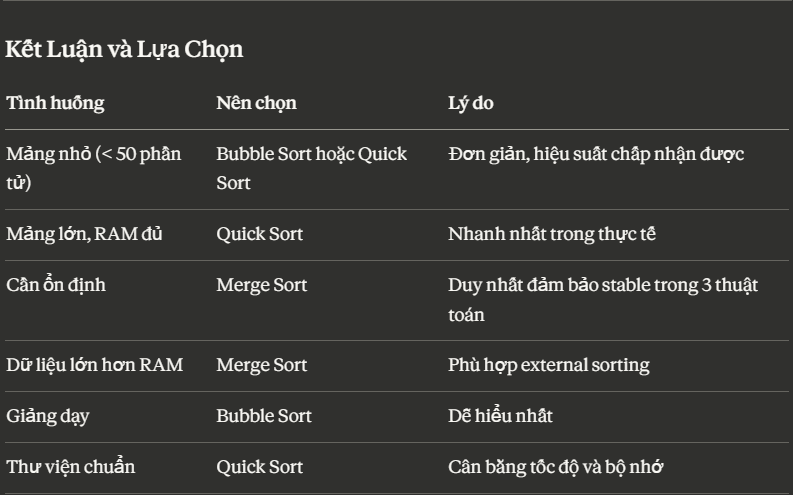 Kết Luận và Lựa Chọn
Tình huống Nên chọn Lý do
Mảng nhỏ (< 50 phần Bubble Sort hoặc Quick Đơn giản, hiệu suất chấp nhận được
tử) Sort
Mảng lớn, RAM đủ Quick Sort Nhanh nhất trong thực tế
Cần ổn định Merge Sort Duy nhất đảm bảo stable trong 3 thuật
toán
Dữ liệu lớn hơn RAM Merge Sort Phù hợp external sorting
Giảng dạy Bubble Sort Dễ hiểu nhất
Thư viện chuẩn Quick Sort Cân bằng tốc độ và bộ nhớ